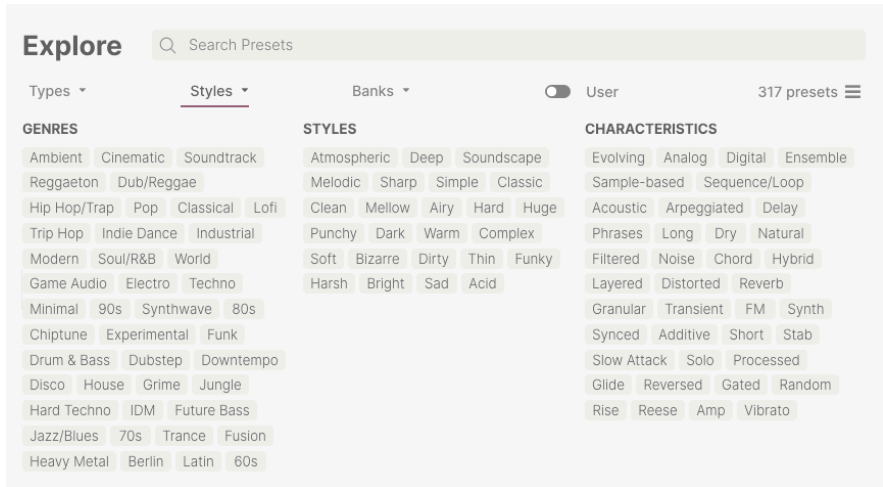 Explore Search Presets
Types Styles Banks User 317 presets
GENRES
Ambient Cinematic Soundtrack
Reggaeton Dub/Reggae
Hip Hop/Trap Pop Classical Lofi
Trip Hop Indie Dance Industrial
Modern Soul/R&B World
Game Audio Electro Techno
Minimal 90s Synthwave 80s
Chiptune Experimental Funk
Drum & Bass Dubstep Downtempo
Disco House Grime Jungle
Hard Techno IDM Future Bass
Jazz/Blues 70s Trance Fusion
Heavy Metal Berlin Latin 60s
STYLES
Atmospheric Deep Soundscape
Melodic Sharp Simple Classic
Clean Mellow Airy Hard Huge
Punchy Dark Warm Complex
Soft Bizarre Dirty Thin Funky
Harsh Bright Sad Acid
CHARACTERISTICS
Evolving Analog Digital Ensemble
Sample-based Sequence/Loop
Acoustic Arpeggiated Delay
Phrases Long Dry Natural
Filtered Noise Chord Hybrid
Layered Distorted Reverb
Granular Transient FM Synth
Synced Additive Short Stab
Slow Attack Solo Processed
Glide Reversed Gated Random
Rise Reese Amp Vibrato